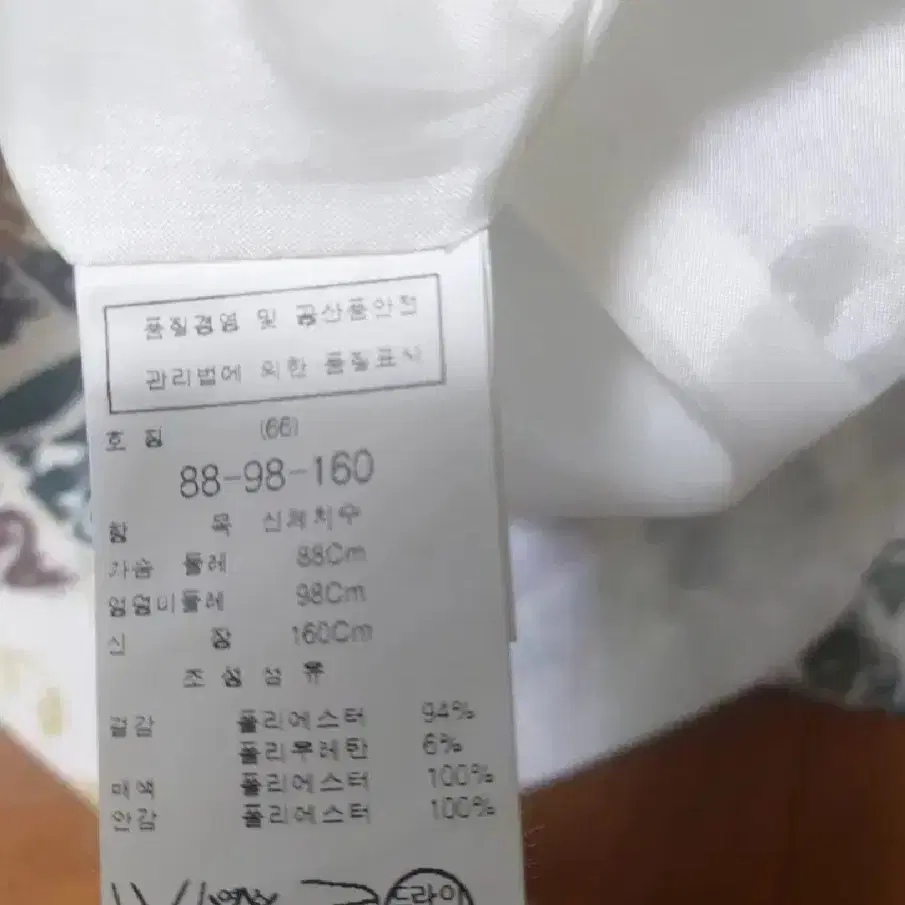 품질경영 및 공산품안전
관리법에 의한 품질표시
호 칭 (66)
88-98-160
항 목 신체치수
가슴 둘레 88Cm
엉덩이둘레 98Cm
신 장 160Cm
조 성 섬 유
겉감 폴리에스터 94%
폴리우레탄 6%
배색 폴리에스터 100%
안감 폴리에스터 100%
드라이